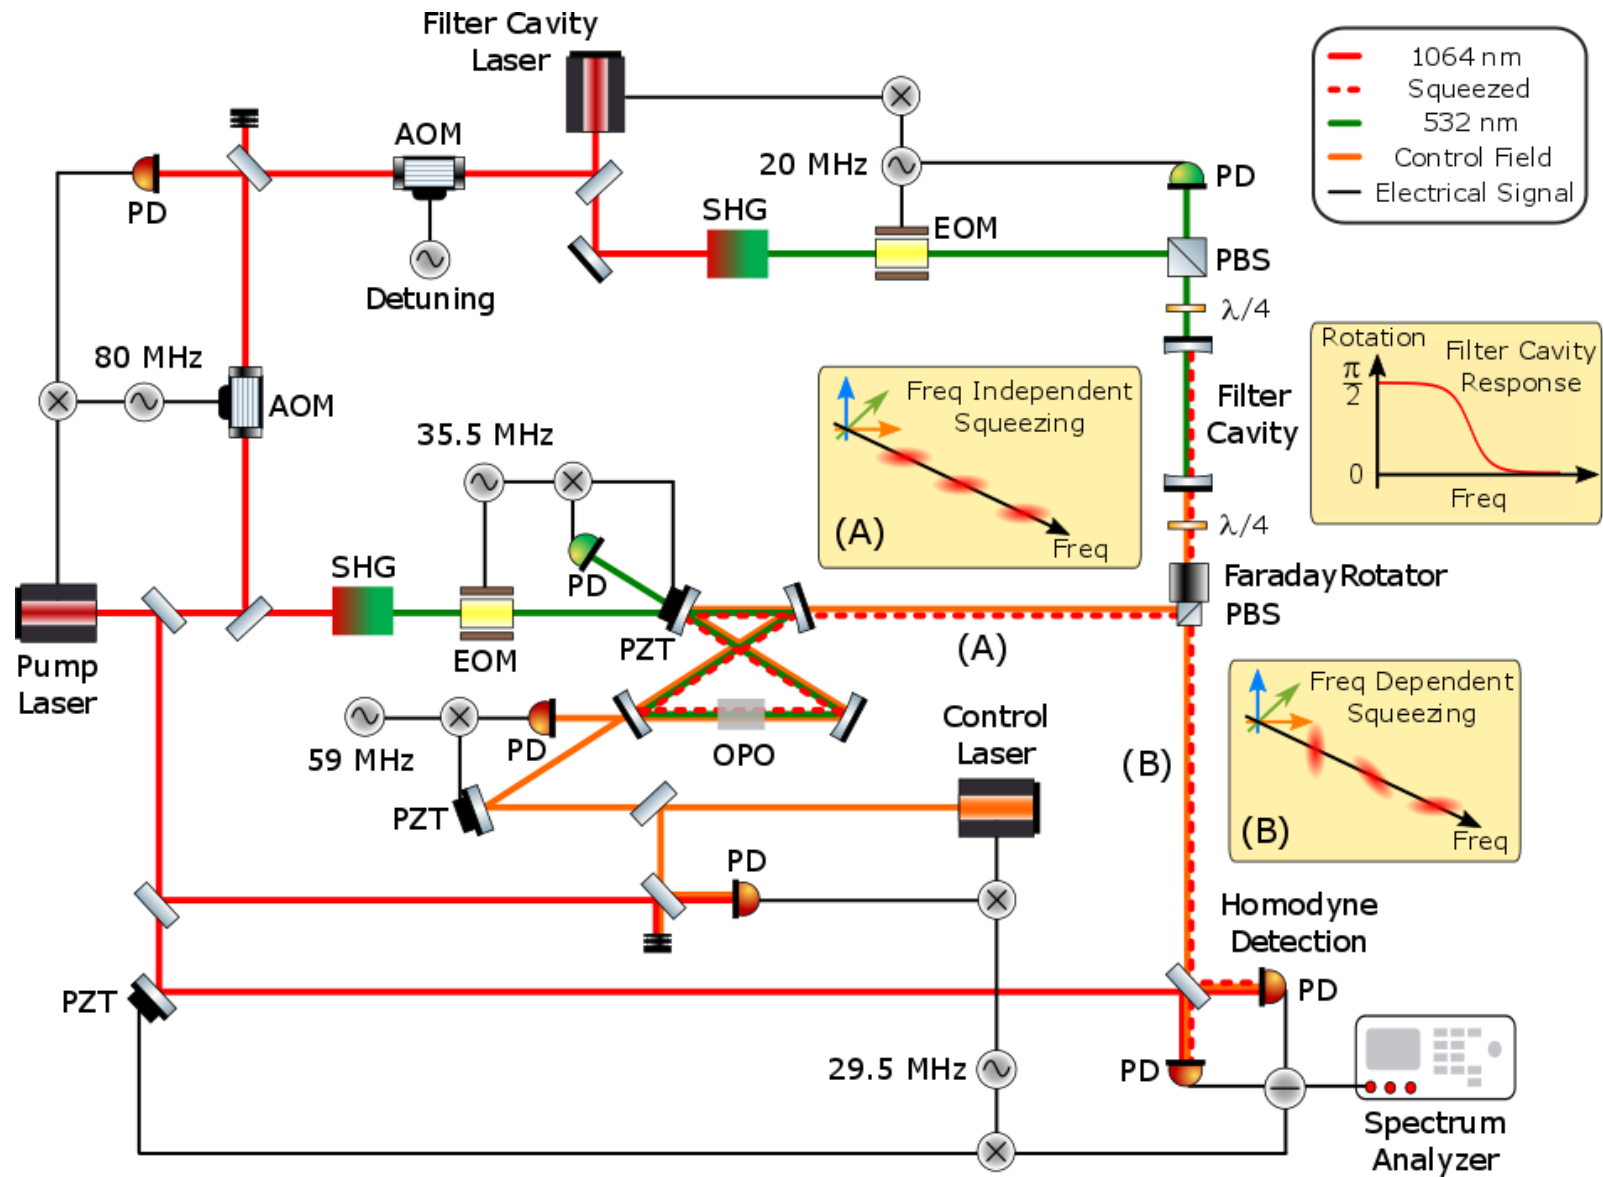 Filter Cavity
Laser
1064 nm
Squeezed
532 nm
Control Field
Electrical Signal
AOM
PD
20 MHz
PD
SHG
EOM
PBS
Detuning
λ/4
80 MHz
AOM
Rotation
π
2
0
Filter Cavity
Response
Freq
Filter
Cavity
Freq Independent
Squeezing
(A)
Freq
35.5 MHz
λ/4
SHG
PD
Faraday Rotator
PBS
EOM
PZT
(A)
Pump
Laser
Freq Dependent
Squeezing
(B)
Freq
59 MHz
PD
OPO
Control
Laser
(B)
PZT
PD
Homodyne
Detection
PZT
PD
29.5 MHz
PD
Spectrum
Analyzer